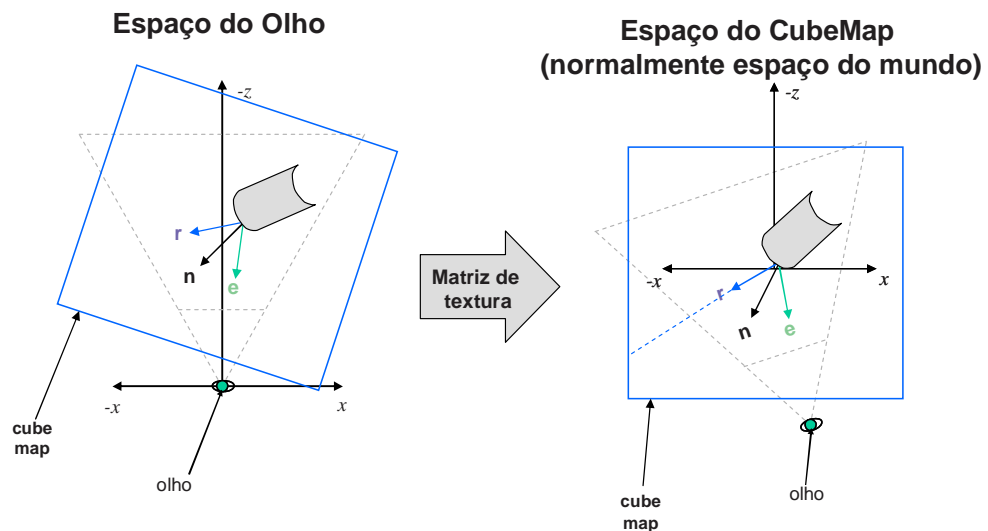 Espaço do Olho
-z
r
n
e
-x
x
cube
map
olho
Matriz de
textura
Espaço do CubeMap
(normalmente espaço do mundo)
-z
-x
x
r
n
e
olho
cube
map